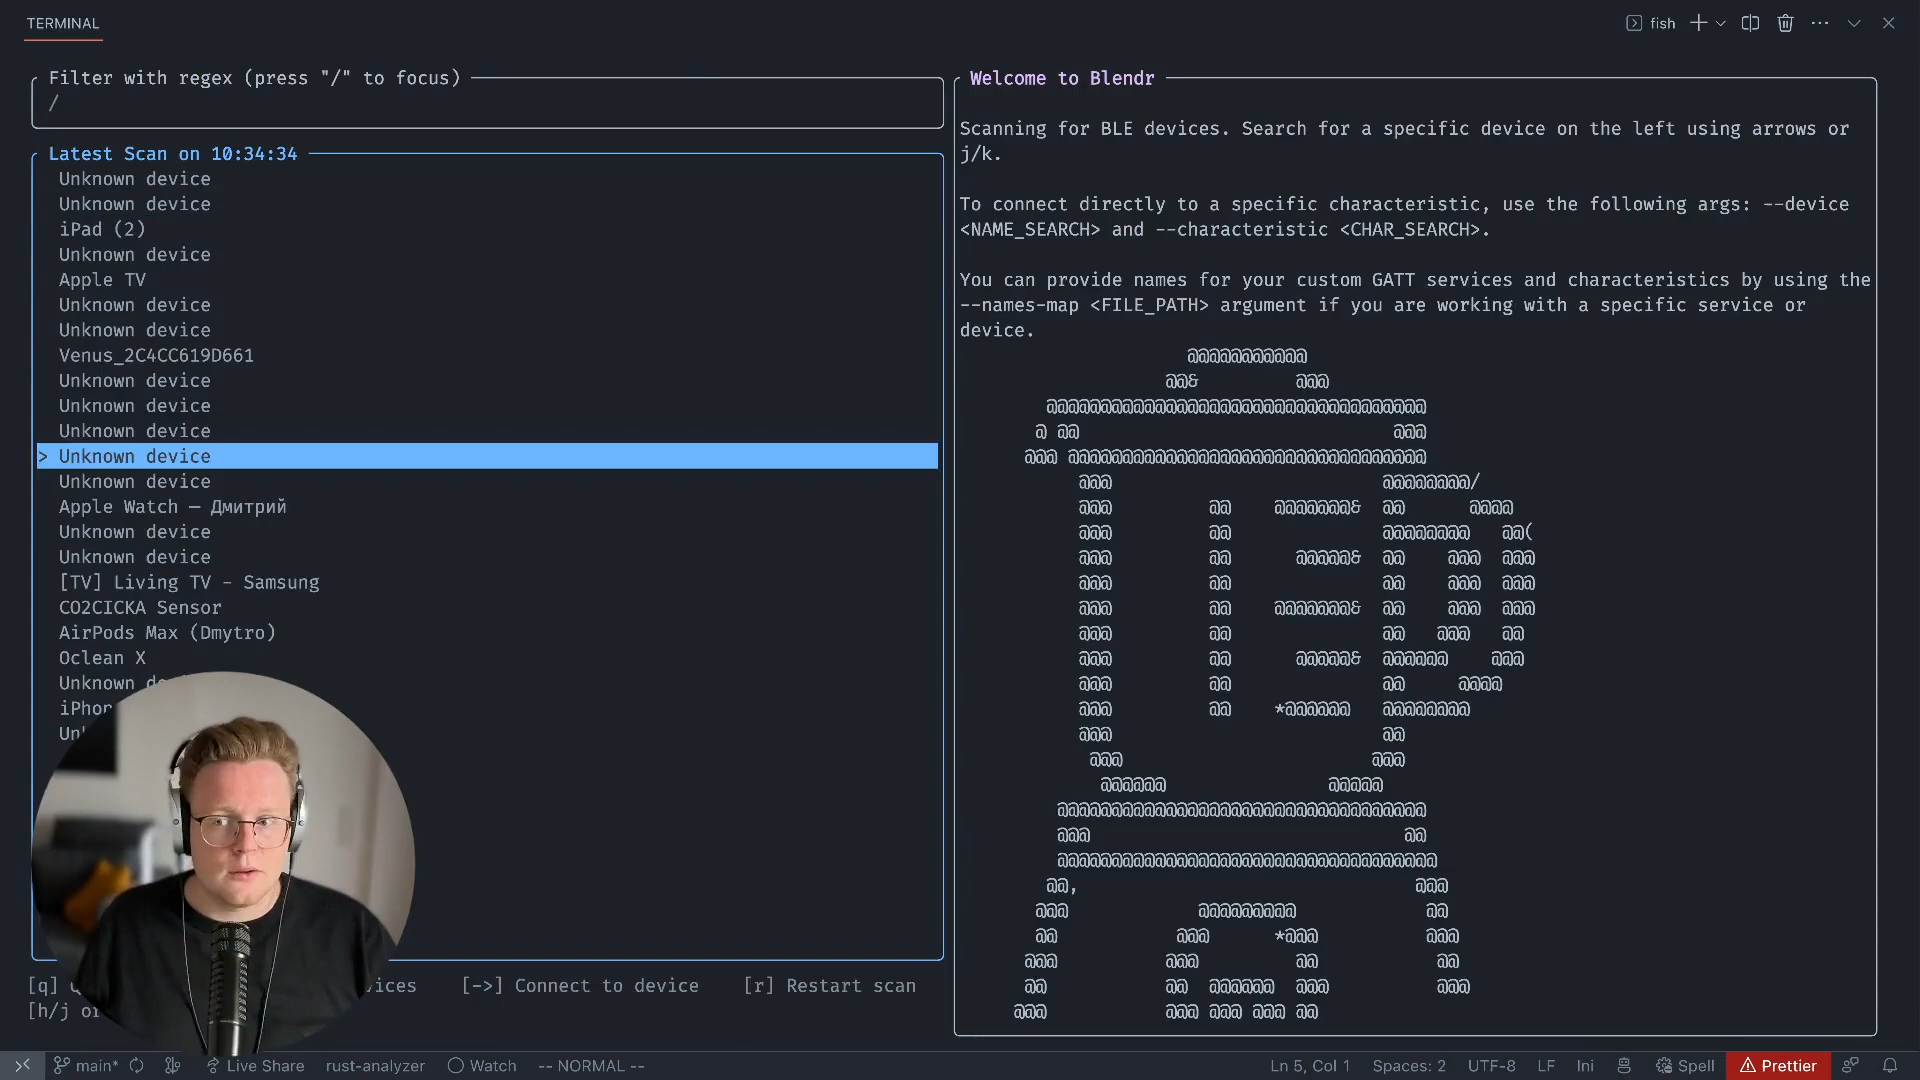 TERMINAL
fish
Filter with regex (press "/" to focus)
/
Latest Scan on 10:34:34
Unknown device
Unknown device
iPad (2)
Unknown device
Apple TV
Unknown device
Unknown device
Venus_2C4CC619D661
Unknown device
Unknown device
Unknown device
> Unknown device
Unknown device
Apple Watch — Дмитрий
Unknown device
Unknown device
[TV] Living TV - Samsung
CO2CICKA Sensor
AirPods Max (Dmytro)
Oclean X
Unknown
[q]
[->] Connect to device
[r] Restart scan
[h/j or
Welcome to Blendr
Scanning for BLE devices. Search for a specific device on the left using arrows or
j/k.
To connect directly to a specific characteristic, use the following args: --device
<NAME_SEARCH> and --characteristic <CHAR_SEARCH>.
You can provide names for your custom GATT services and characteristics by using the
--names-map <FILE_PATH> argument if you are working with a specific service or
device.
main*
Live Share
rust-analyzer
Watch
-- NORMAL --
Ln 5, Col 1
Spaces: 2
UTF-8
LF
Ini
Spell
Prettier